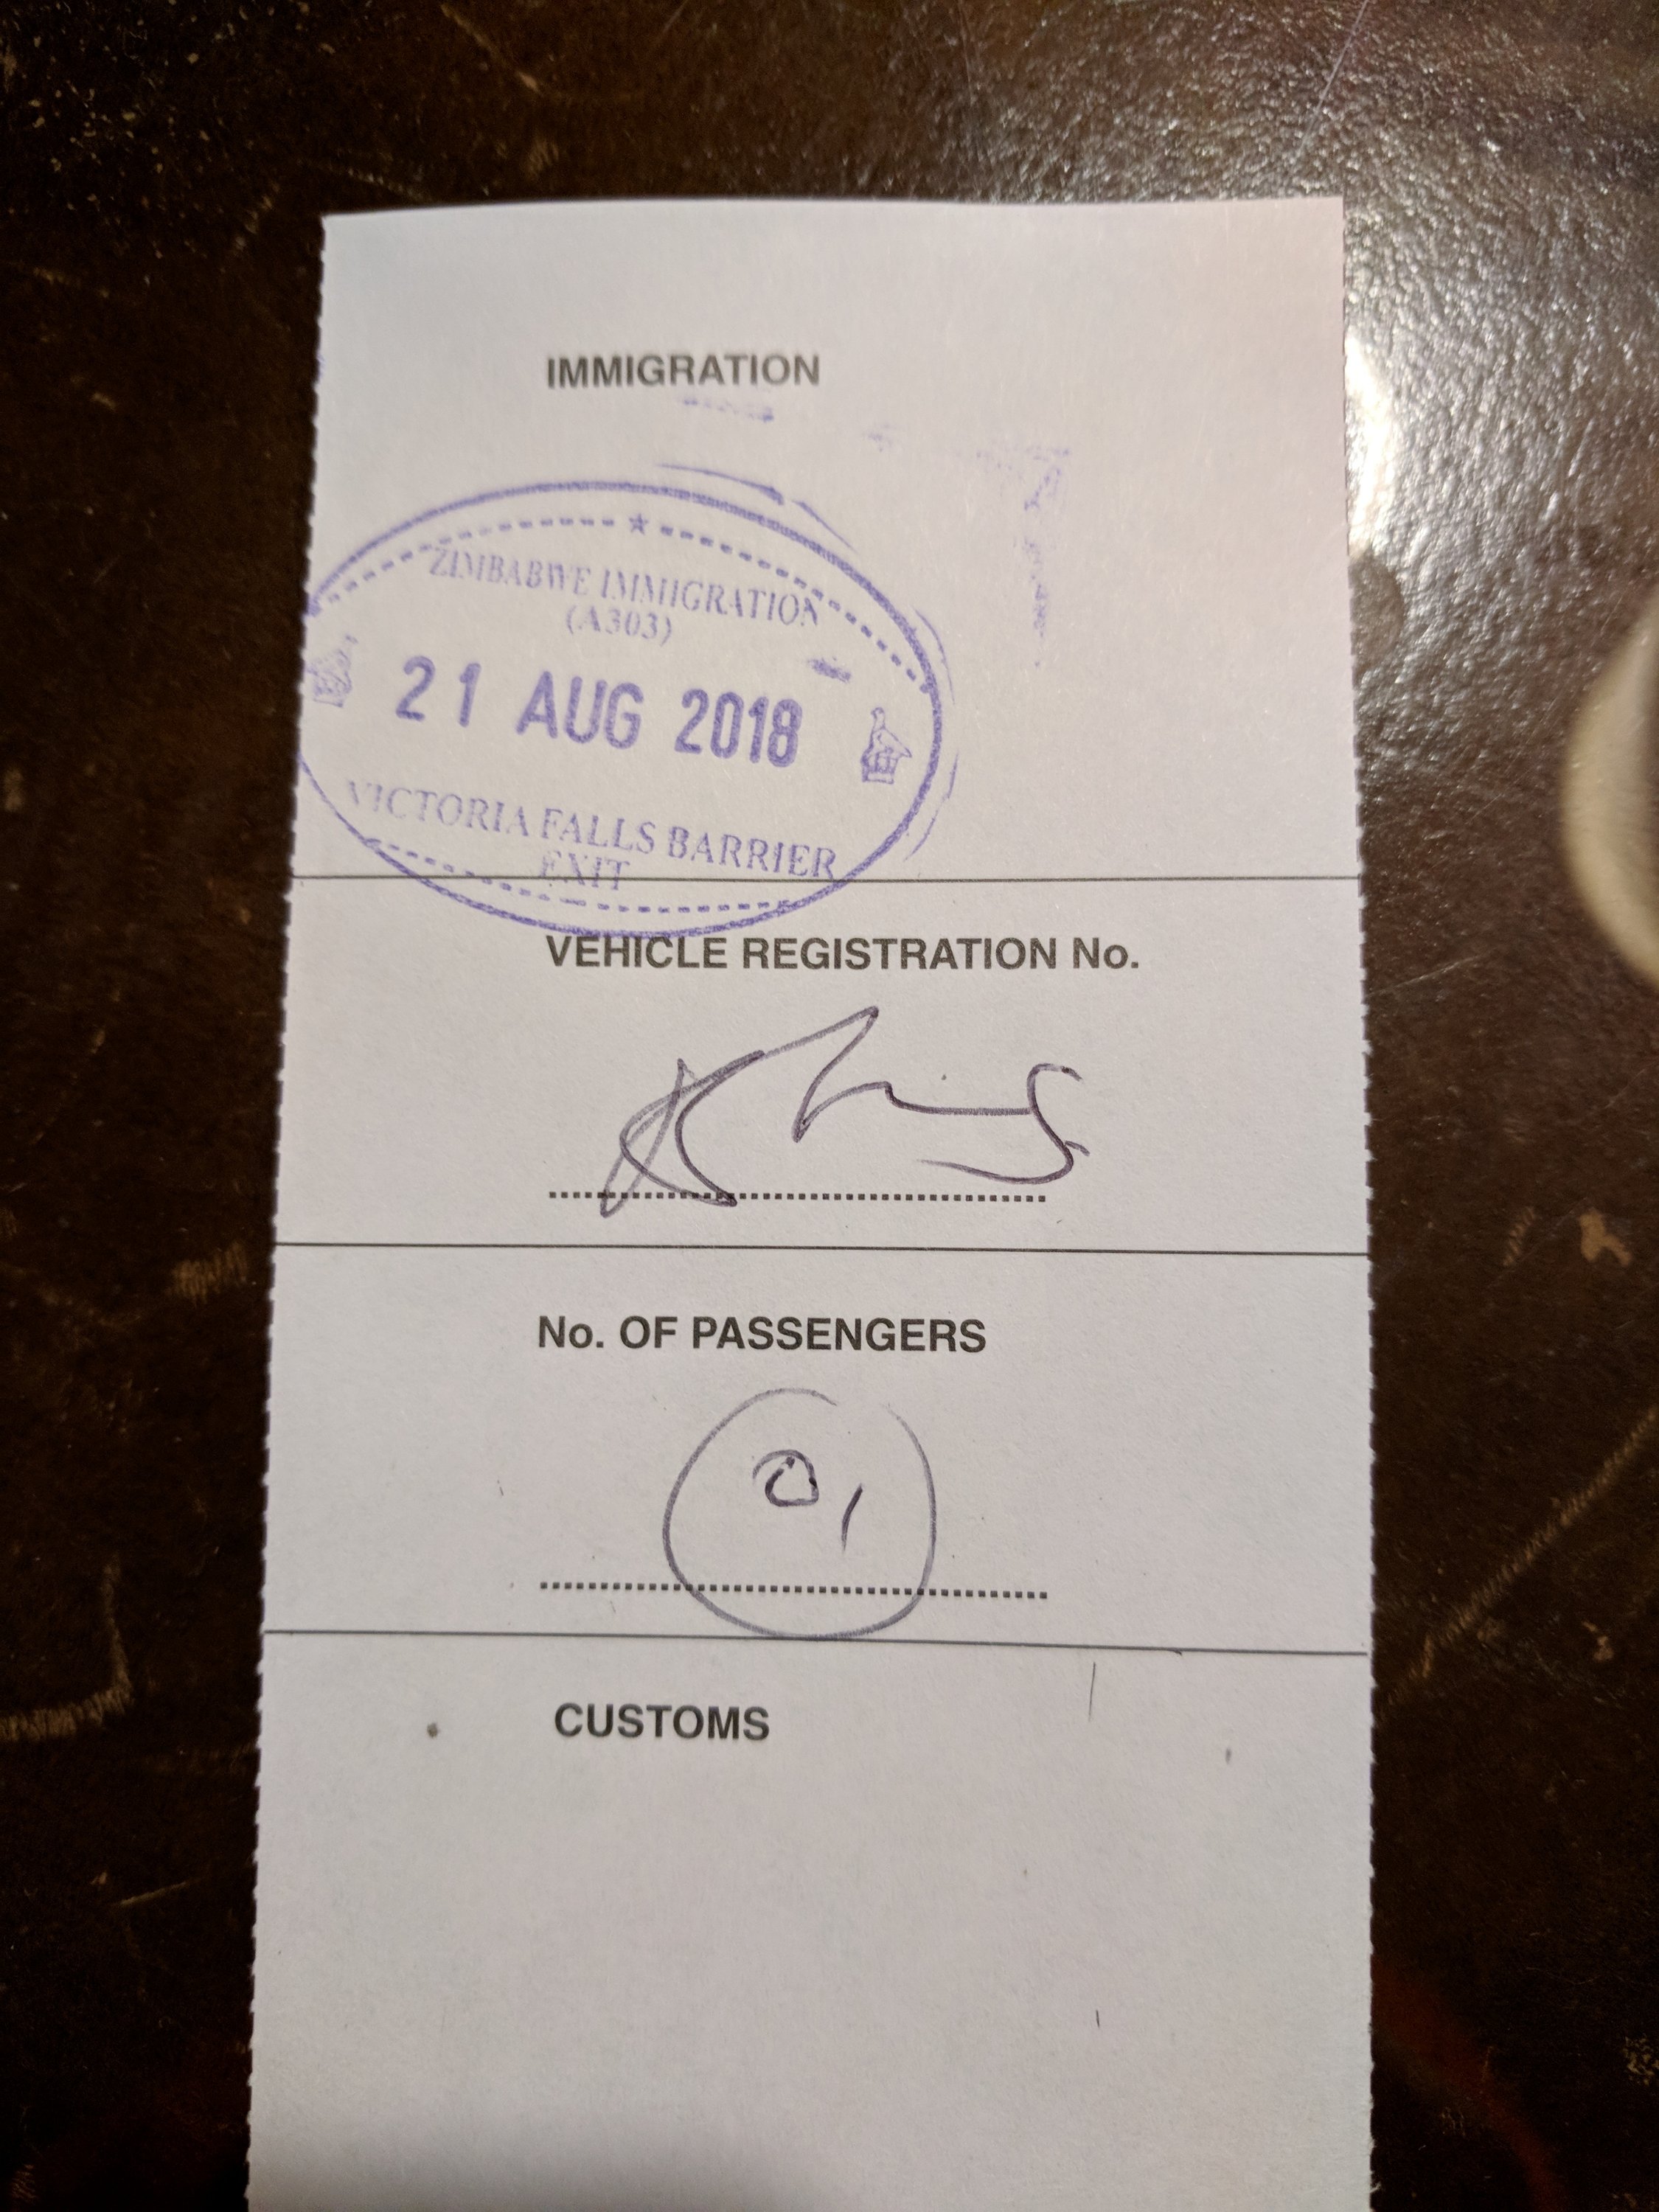 IMMIGRATION
ZIMBABWE IMMIGRATION
(A303)
21 AUG 2018
VICTORIA FALLS BARRIER
EXIT
VEHICLE REGISTRATION No.
No. OF PASSENGERS
01
CUSTOMS